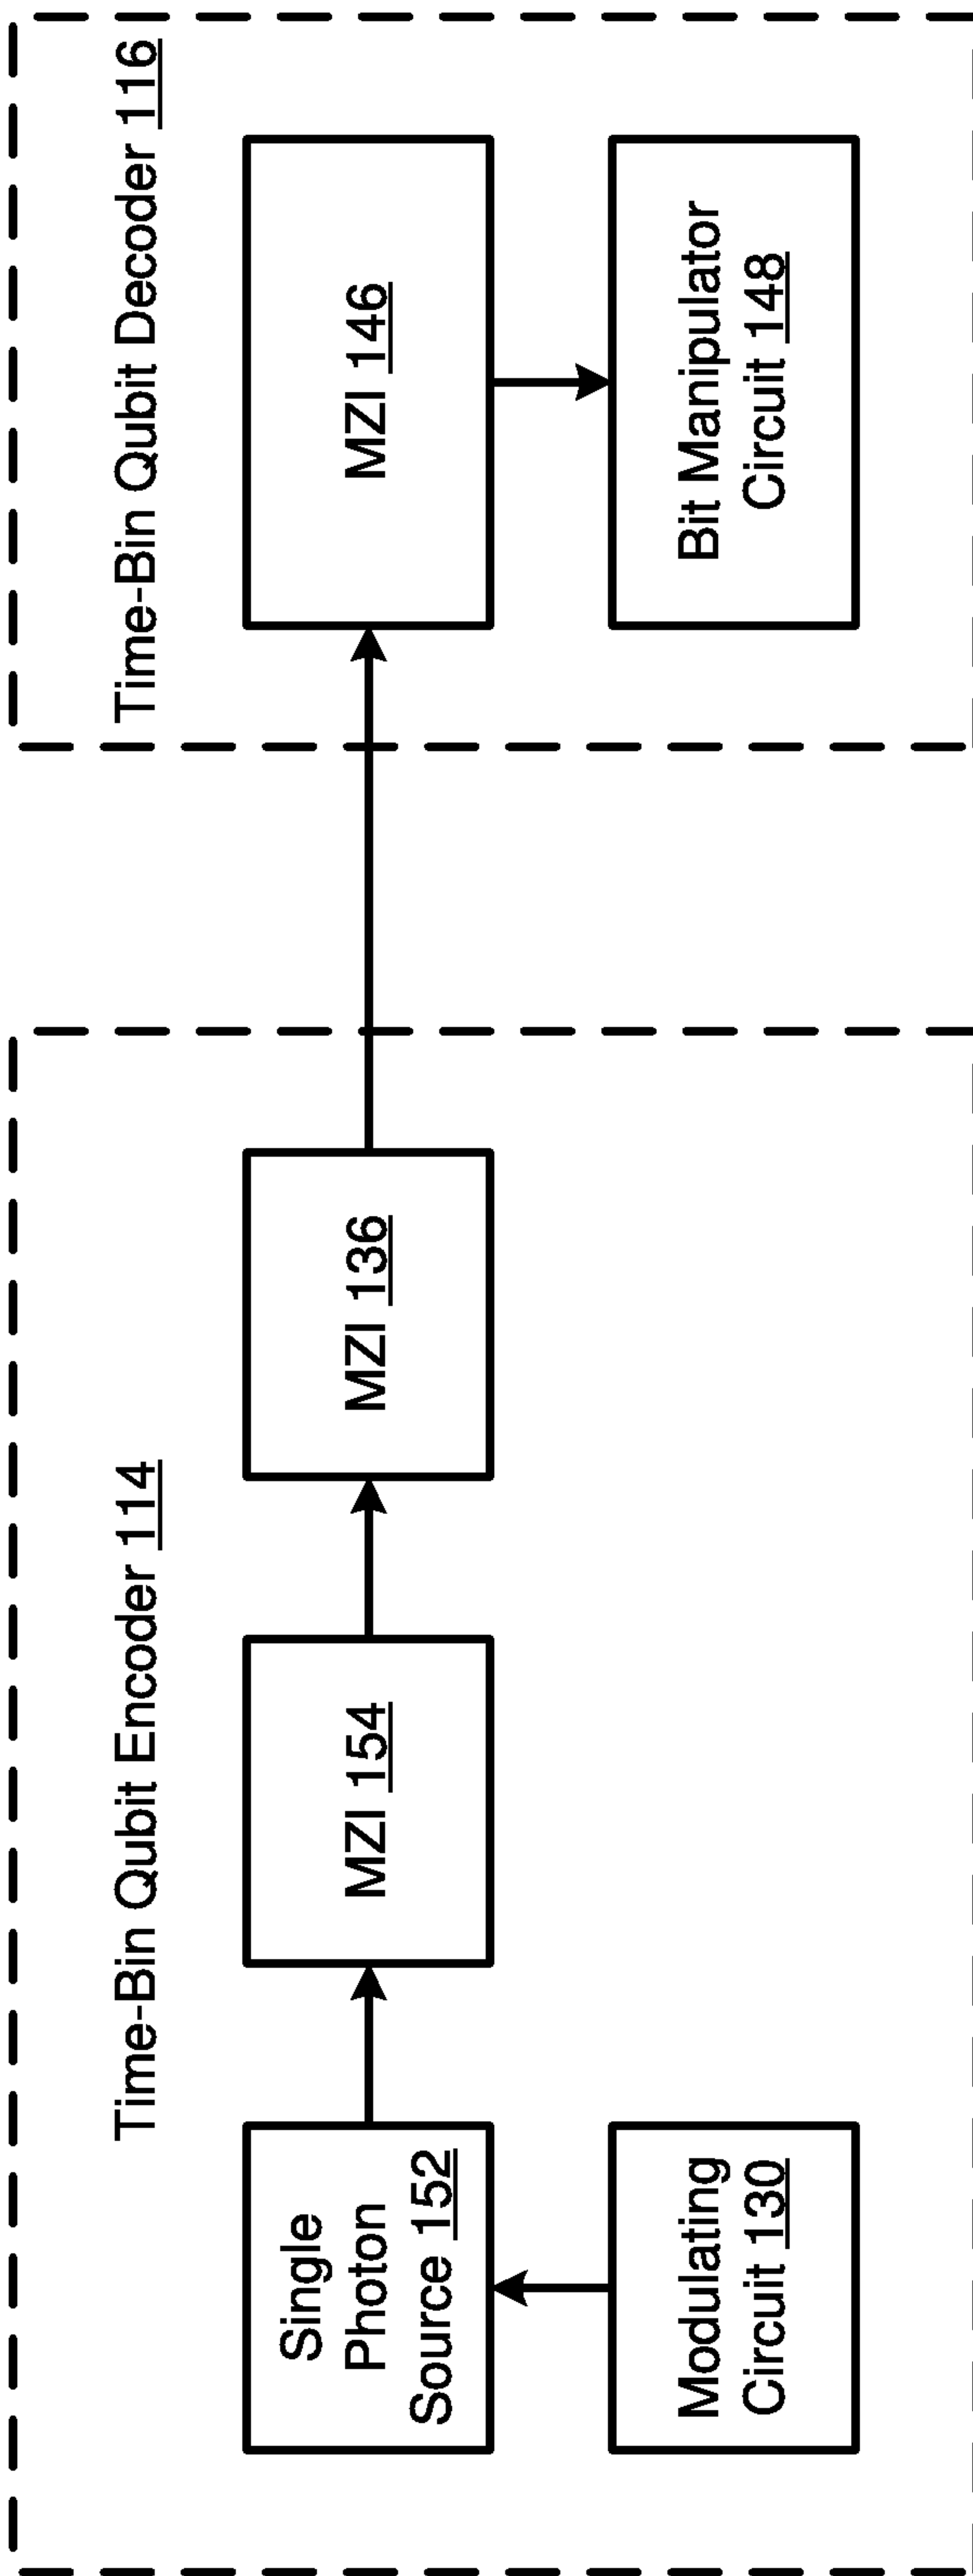 Time-Bin Qubit Encoder 114
Single
Photon
Source 152
MZI 154
MZI 136
Modulating
Circuit 130
Time-Bin Qubit Decoder 116
MZI 146
Bit Manipulator
Circuit 148